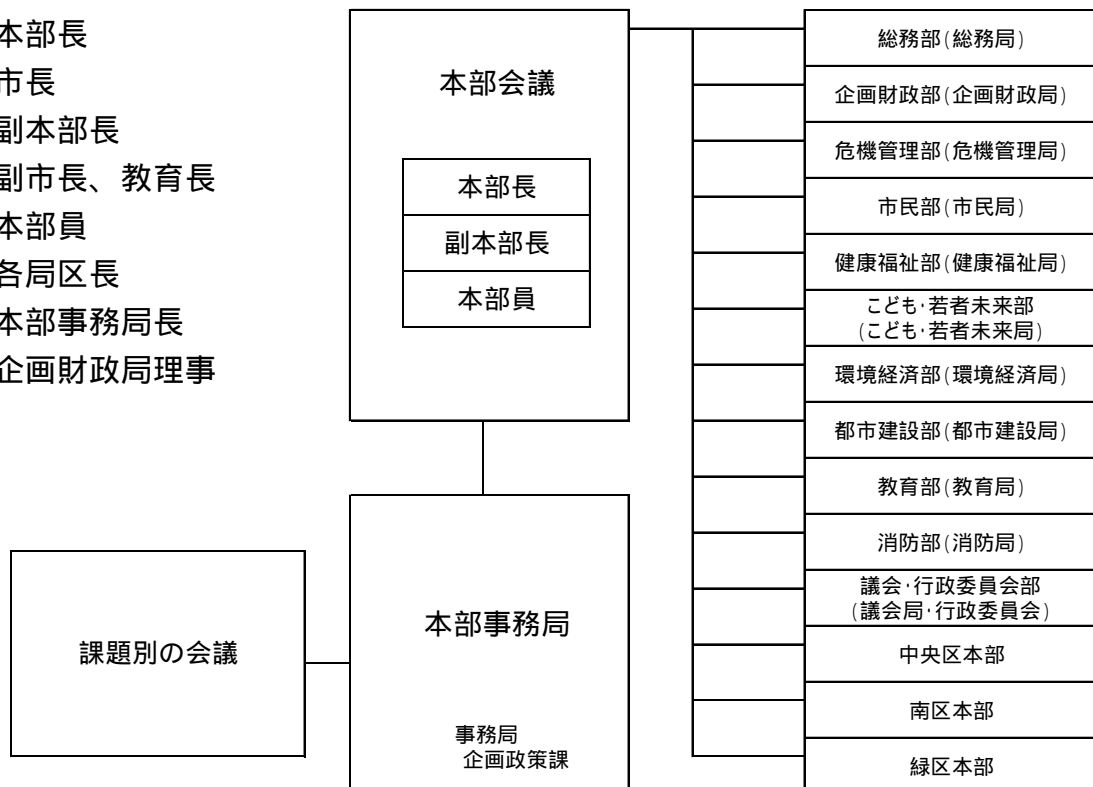 本部長
市長
副本部長
副市長、教育長
本部員
各局区長
本部事務局長
企画財政局理事
本部会議
本部長
副本部長
本部員
本部事務局
事務局
企画政策課
課題別の会議
総務部(総務局)
企画財政部(企画財政局)
危機管理部(危機管理局)
市民部(市民局)
健康福祉部(健康福祉局)
こども・若者未来部
(こども・若者未来局)
環境経済部(環境経済局)
都市建設部(都市建設局)
教育部(教育局)
消防部(消防局)
議会・行政委員会部
(議会局・行政委員会)
中央区本部
南区本部
緑区本部